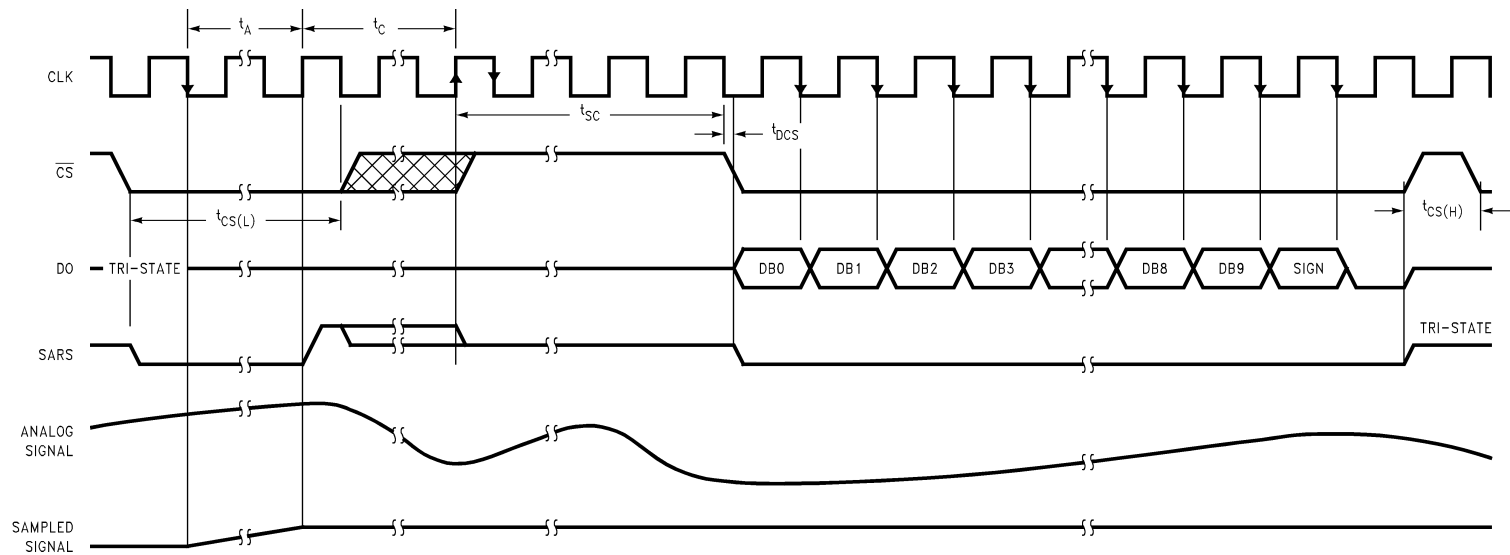 tA
tC
CLK
tSC
tDCS
CS
tCS(L)
tCS(H)
DO
TRI-STATE
DB0
DB1
DB2
DB3
DB8
DB9
SIGN
TRI-STATE
SARS
ANALOG
SIGNAL
SAMPLED
SIGNAL